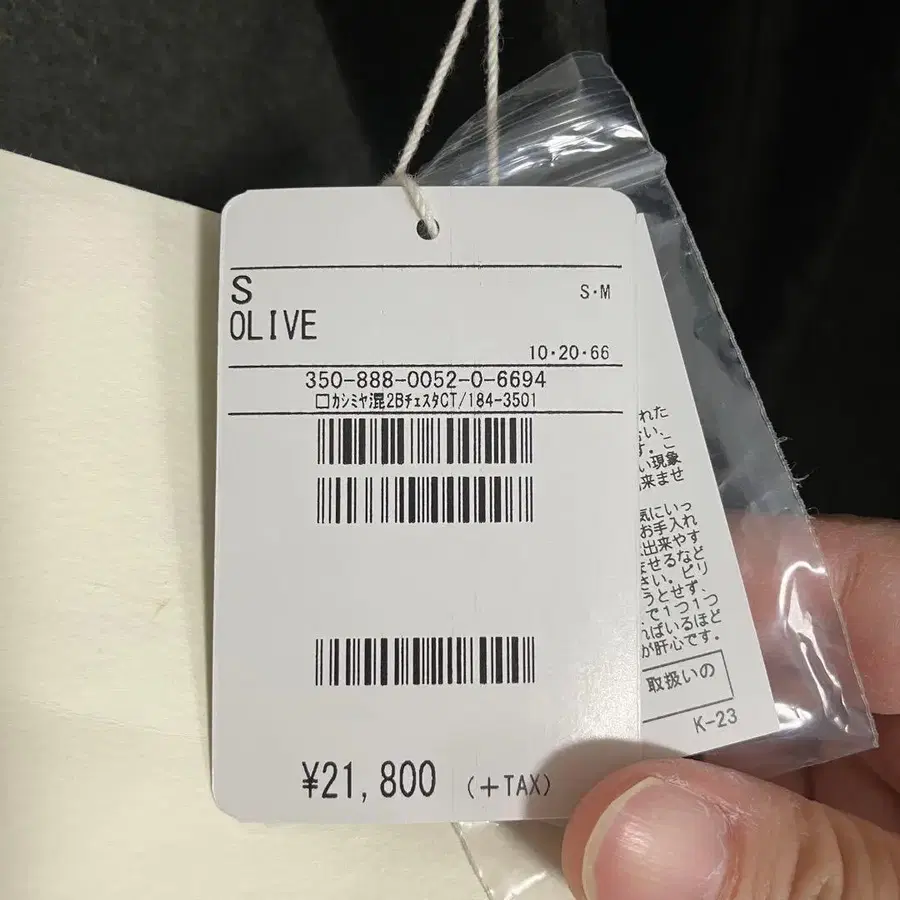 S
S・M
OLIVE
10・20・66
350-888-0052-0-6694
□カシミヤ混2BチェスタCT/184-3501
¥21,800 (+TAX)
れた
い、
こ
い現象
来ませ
気にいっ
お手入れ
出来やす
ませるなど
さい。ピリ
うとせず、
で1つ1つ
ればいるほど
が肝心です。
取扱いの
K-23